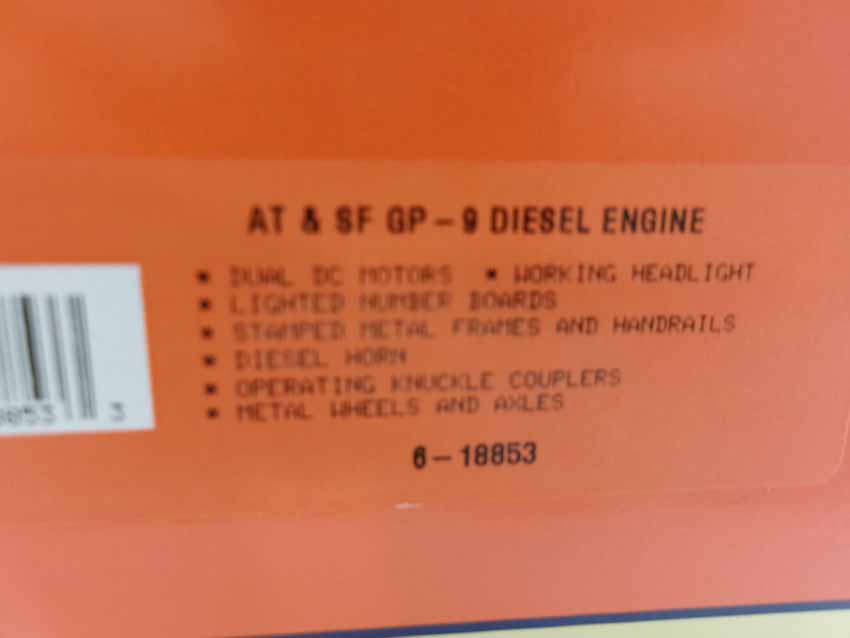 AT & SF GP-9 DIESEL ENGINE
* DUAL DC MOTORS * WORKING HEADLIGHT
* LIGHTED NUMBER BOARDS
* STAMPED METAL FRAMES AND HANDRAILS
* DIESEL HORN
* OPERATING KNUCKLE COUPLERS
* METAL WHEELS AND AXLES
8853 3
6-18853